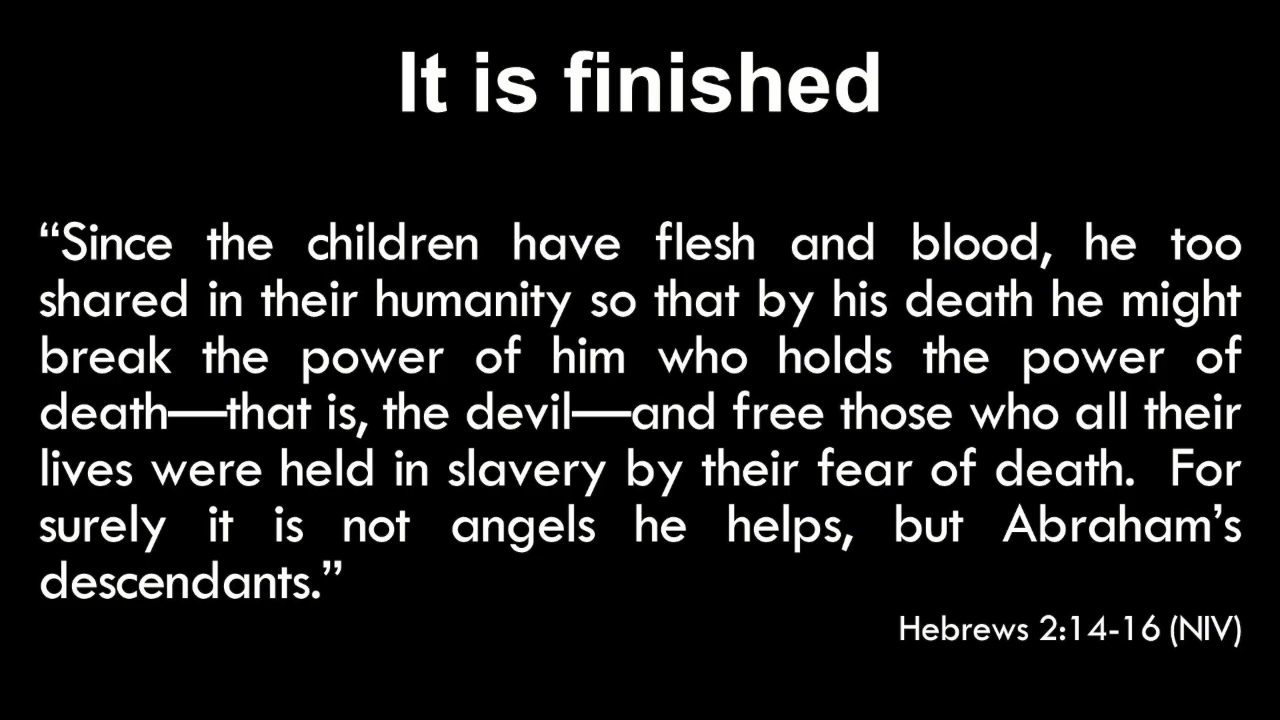 It is finished
“Since the children have flesh and blood, he too
shared in their humanity so that by his death he might
break the power of him who holds the power of
death—that is, the devil—and free those who all their
lives were held in slavery by their fear of death.  For
surely it is not angels he helps, but Abraham’s
descendants.”
Hebrews 2:14-16 (NIV)